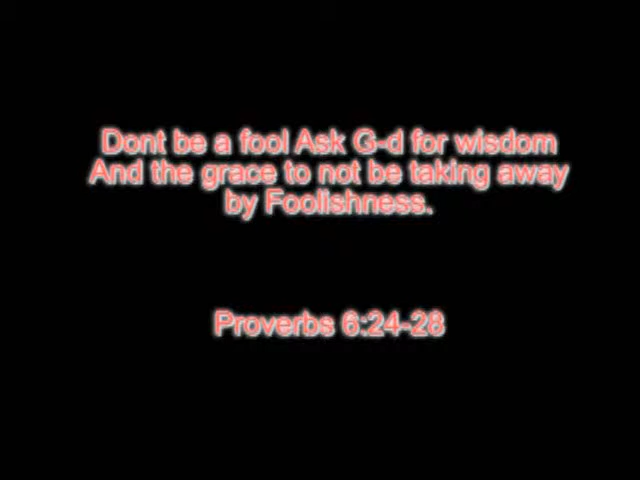 Dont be a fool Ask G-d for wisdom
And the grace to not be taking away
by Foolishness.
Proverbs 6:24-28